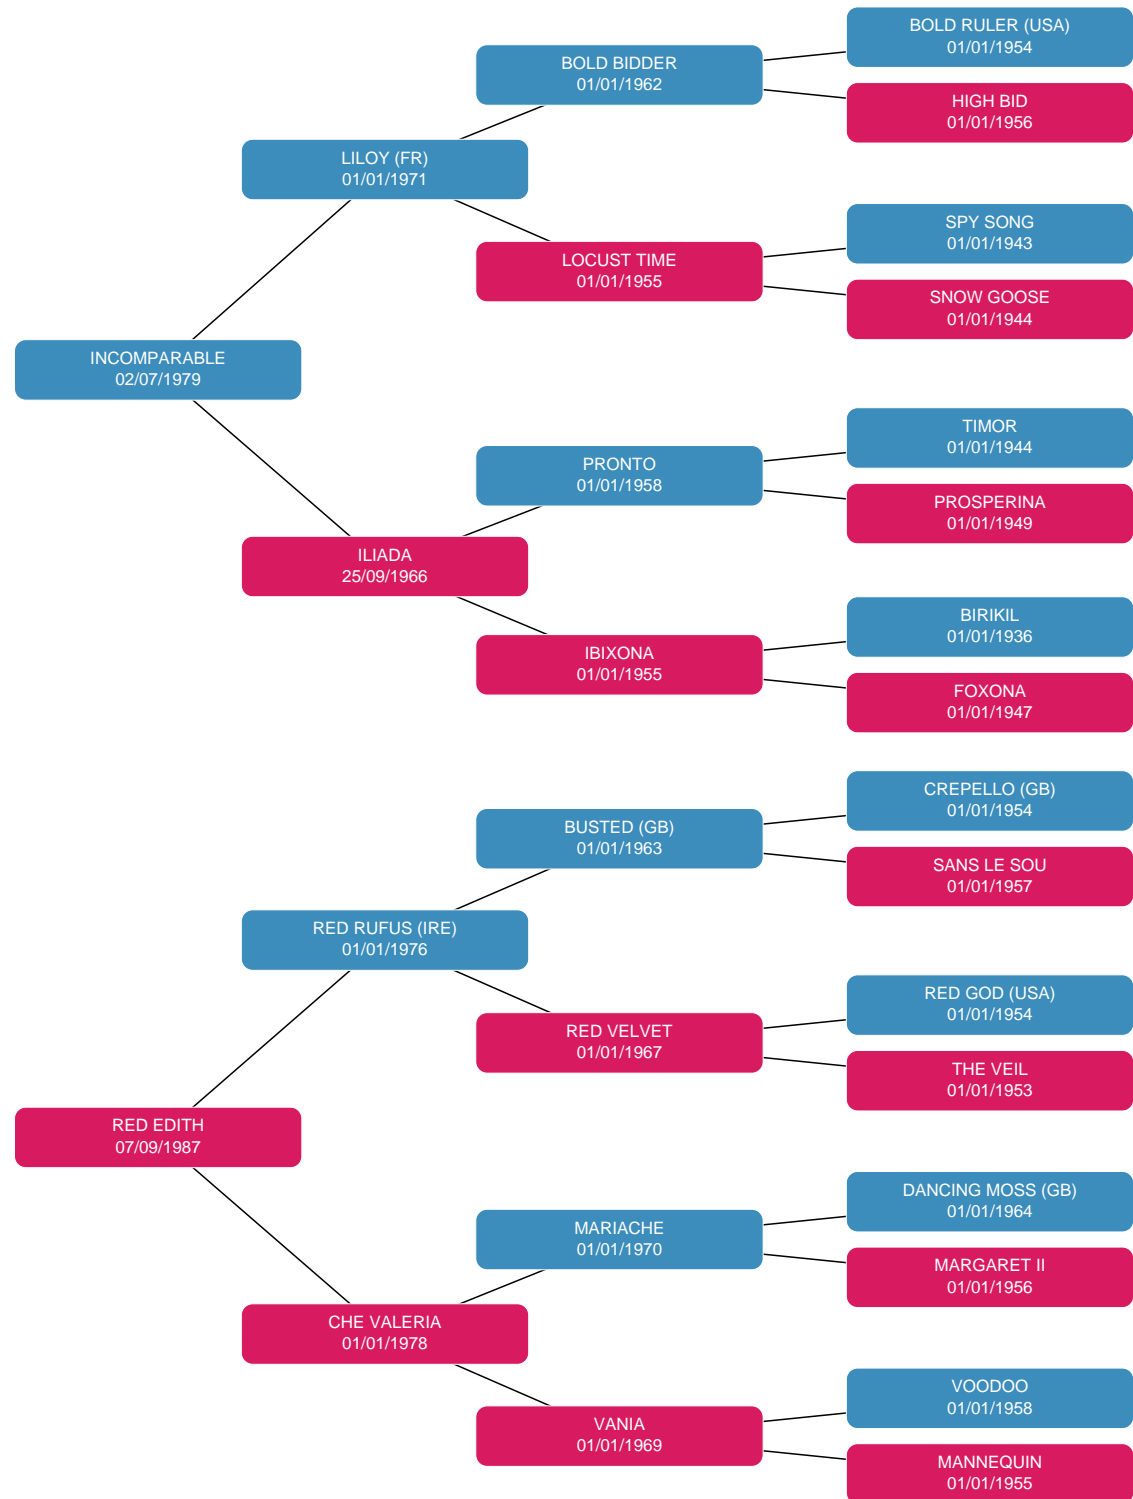 BOLD RULER (USA)
01/01/1954
BOLD BIDDER
01/01/1962
HIGH BID
01/01/1956
LILOY (FR)
01/01/1971
SPY SONG
01/01/1943
LOCUST TIME
01/01/1955
SNOW GOOSE
01/01/1944
INCOMPARABLE
02/07/1979
TIMOR
01/01/1944
PRONTO
01/01/1958
PROSPERINA
01/01/1949
ILIADA
25/09/1966
BIRIKIL
01/01/1936
IBIXONA
01/01/1955
FOXONA
01/01/1947
CREPELLO (GB)
01/01/1954
BUSTED (GB)
01/01/1963
SANS LE SOU
01/01/1957
RED RUFUS (IRE)
01/01/1976
RED GOD (USA)
01/01/1954
RED VELVET
01/01/1967
THE VEIL
01/01/1953
RED EDITH
07/09/1987
DANCING MOSS (GB)
01/01/1964
MARIACHE
01/01/1970
MARGARET II
01/01/1956
CHE VALERIA
01/01/1978
VOODOO
01/01/1958
VANIA
01/01/1969
MANNEQUIN
01/01/1955